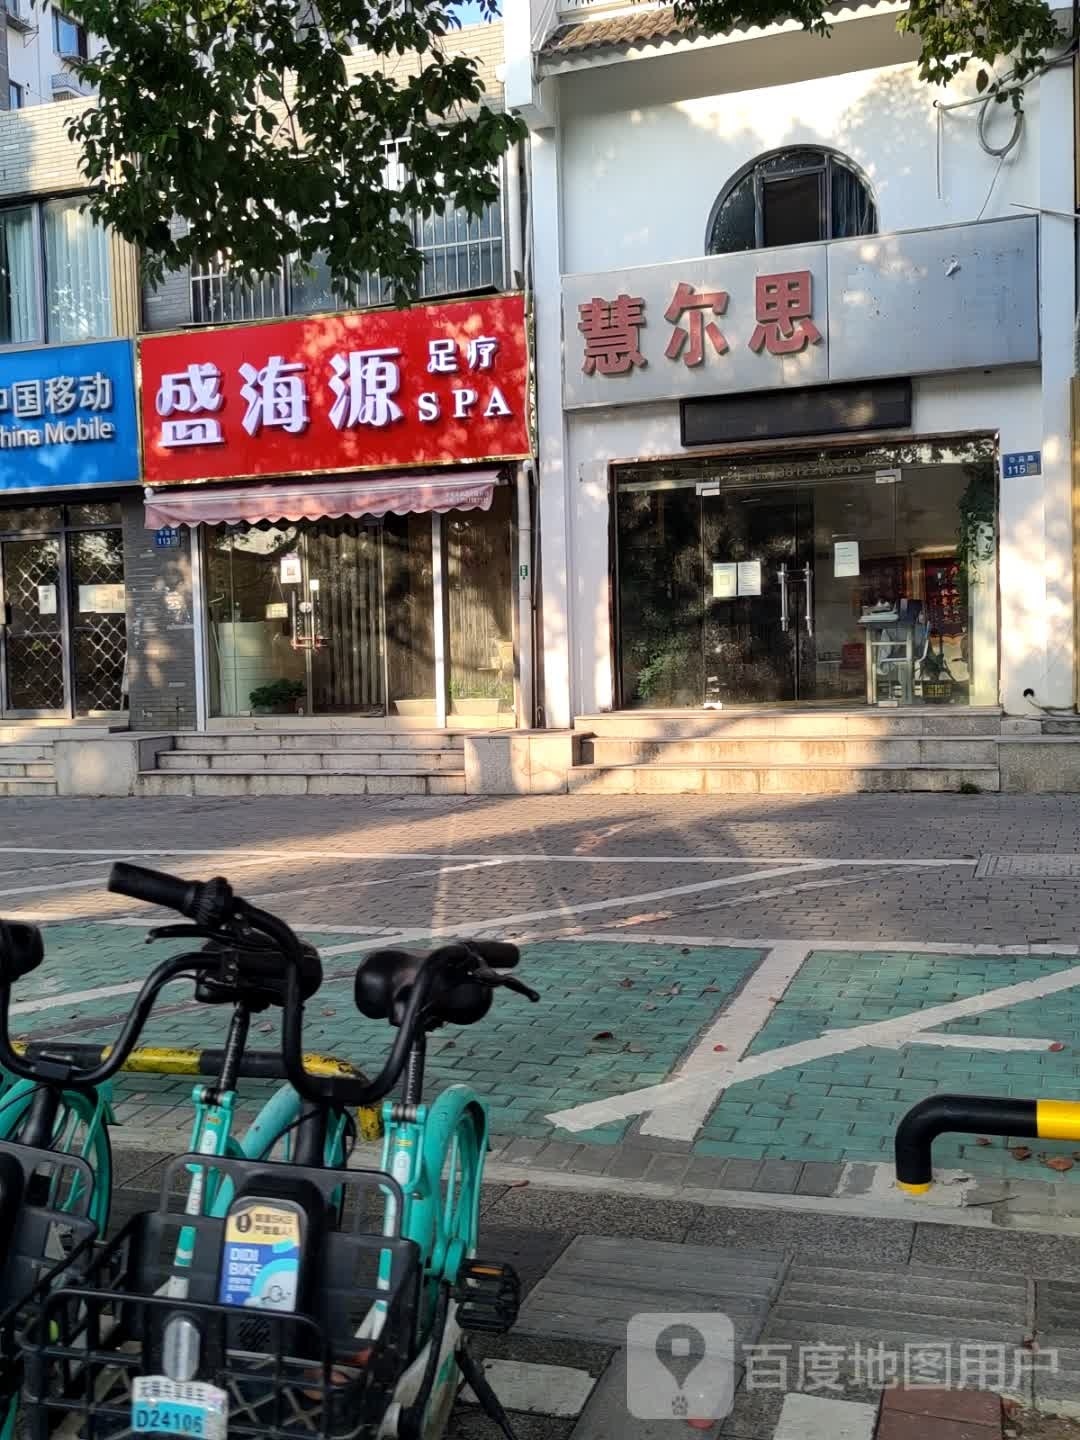 中国移动
China Mobile
盛海源
足疗
SPA
慧尔思
113
115
DIDI
BIKE
D24106
百度地图用户